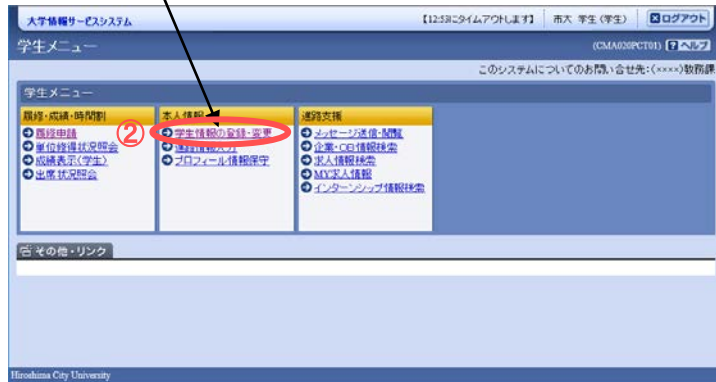 大学情報サービスシステム
【12:53にタイムアウトします】 市大 学生(学生) ログアウト
学生メニュー
(CMA020PCT01) ? ヘルプ
このシステムについてのお問い合せ先:(××××)教務課
学生メニュー
履修・成績・時間割
履修申請
単位修得状況照会
成績表示(学生)
出席状況照会
本人情報
② 学生情報の登録・変更
進路情報入力
プロフィール情報保守
進路支援
メッセージ送信・閲覧
企業・OB情報検索
求人情報検索
MY求人情報
インターンシップ情報検索
その他・リンク
Hiroshima City University